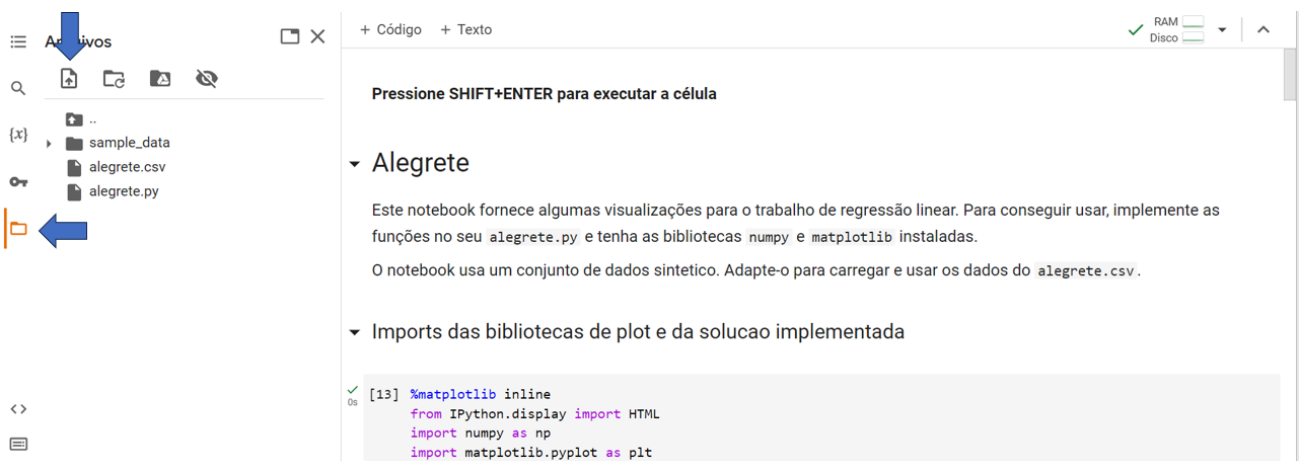 Arquivos
..
sample_data
alegrete.csv
alegrete.py
{x}
<>
+ Código + Texto
RAM
Disco
Pressione SHIFT+ENTER para executar a célula
Alegrete
Este notebook fornece algumas visualizações para o trabalho de regressão linear. Para conseguir usar, implemente as
funções no seu alegrete.py e tenha as bibliotecas numpy e matplotlib instaladas.
O notebook usa um conjunto de dados sintetico. Adapte-o para carregar e usar os dados do alegrete.csv.
Imports das bibliotecas de plot e da solucao implementada
0s
[13] %matplotlib inline
from IPython.display import HTML
import numpy as np
import matplotlib.pyplot as plt